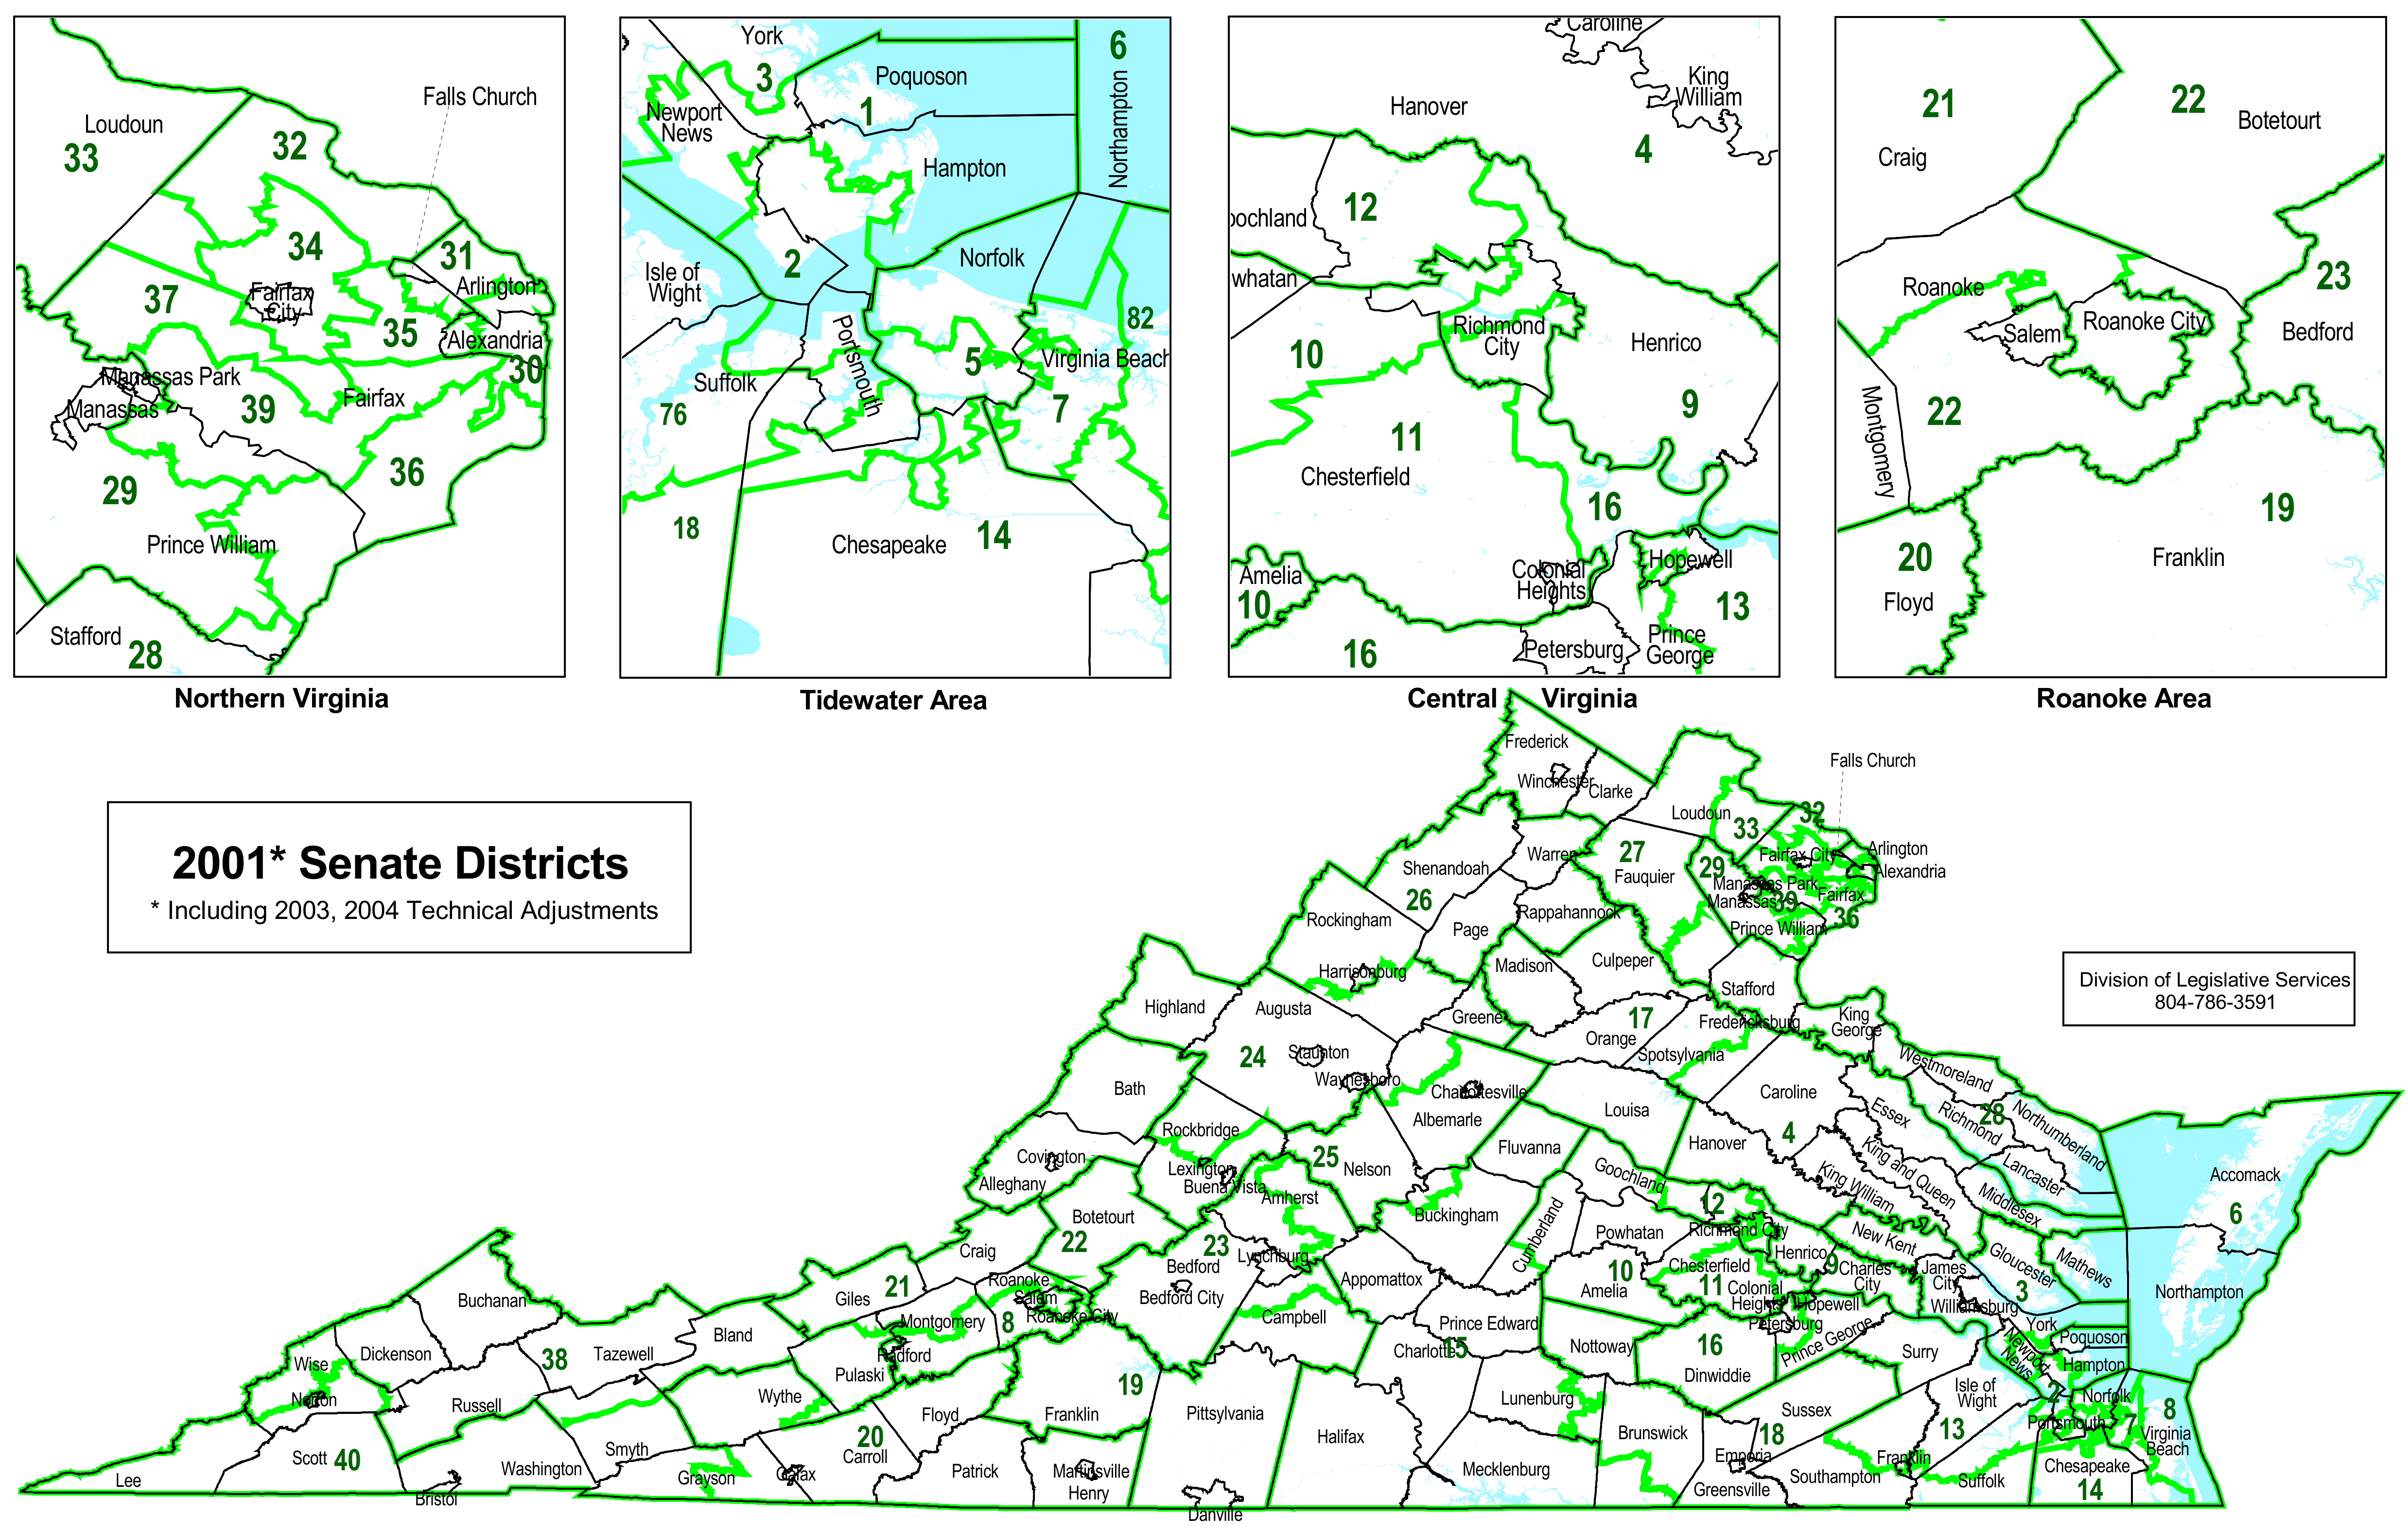 Loudoun
33
32
Falls Church
34
31
Arlington
37
Fairfax
City
35
Alexandria
30
Manassas Park
Manassas
39
Fairfax
36
29
Prince William
Stafford
28
Northern Virginia
York
3
6
Poquoson
1
Newport
News
Northampton
Hampton
2
Norfolk
Isle of
Wight
82
Portsmouth
5
Virginia Beach
Suffolk
76
7
18
14
Chesapeake
Tidewater Area
Caroline
King
William
Hanover
4
12
oochland
whatan
Richmond
City
Henrico
10
9
11
Chesterfield
16
Hopewell
Colonial
Heights
Amelia
10
13
Prince
George
Petersburg
16
Central Virginia
21
22
Botetourt
Craig
23
Roanoke
Salem
Roanoke City
Bedford
Montgomery
22
19
20
Franklin
Floyd
Roanoke Area
2001* Senate Districts
* Including 2003, 2004 Technical Adjustments
Division of Legislative Services
804-786-3591
Frederick
Winchester
Clarke
Falls Church
Loudoun
33
32
Shenandoah
Warren
27
Fauquier
29
Fairfax City
Arlington
Alexandria
Manassas Park
Manassas
39
Fairfax
36
26
Rockingham
Page
Rappahannock
Prince William
Harrisonburg
Madison
Culpeper
Stafford
Highland
Augusta
Greene
17
Orange
Fredericksburg
King
George
24
Staunton
Spotsylvania
Waynesboro
Westmoreland
Bath
Charlottesville
Albemarle
Louisa
Caroline
Essex
Richmond
28
Northumberland
Rockbridge
4
Hanover
Fluvanna
Covington
Lexington
25
Nelson
Goochland
King and Queen
Lancaster
Accomack
Alleghany
Buena Vista
Amherst
King William
Middlesex
6
12
Botetourt
22
Buckingham
Cumberland
Powhatan
Richmond City
New Kent
23
Bedford
Lynchburg
Craig
Henrico
9
Charles
City
James
City
Gloucester
Mathews
21
Roanoke
Appomattox
10
Amelia
Chesterfield
11
Colonial
Heights
3
Northampton
Buchanan
Giles
Salem
Bedford City
Hopewell
Williamsburg
Montgomery
8
Roanoke City
Campbell
Prince Edward
Petersburg
Prince George
York
Poquoson
Bland
Radford
Charlotte
15
Nottoway
16
Dinwiddie
Surry
Newport
News
Hampton
Wise
Dickenson
38
Tazewell
Pulaski
Norton
Russell
Wythe
19
Lunenburg
Isle of
Wight
2
Norfolk
8
Floyd
Franklin
Pittsylvania
Sussex
Portsmouth
7
Virginia
Beach
20
Carroll
Halifax
Brunswick
18
13
Scott
40
Smyth
Emporia
Franklin
Lee
Washington
Grayson
Galax
Patrick
Martinsville
Henry
Mecklenburg
Southampton
Suffolk
Chesapeake
Greensville
14
Bristol
Danville